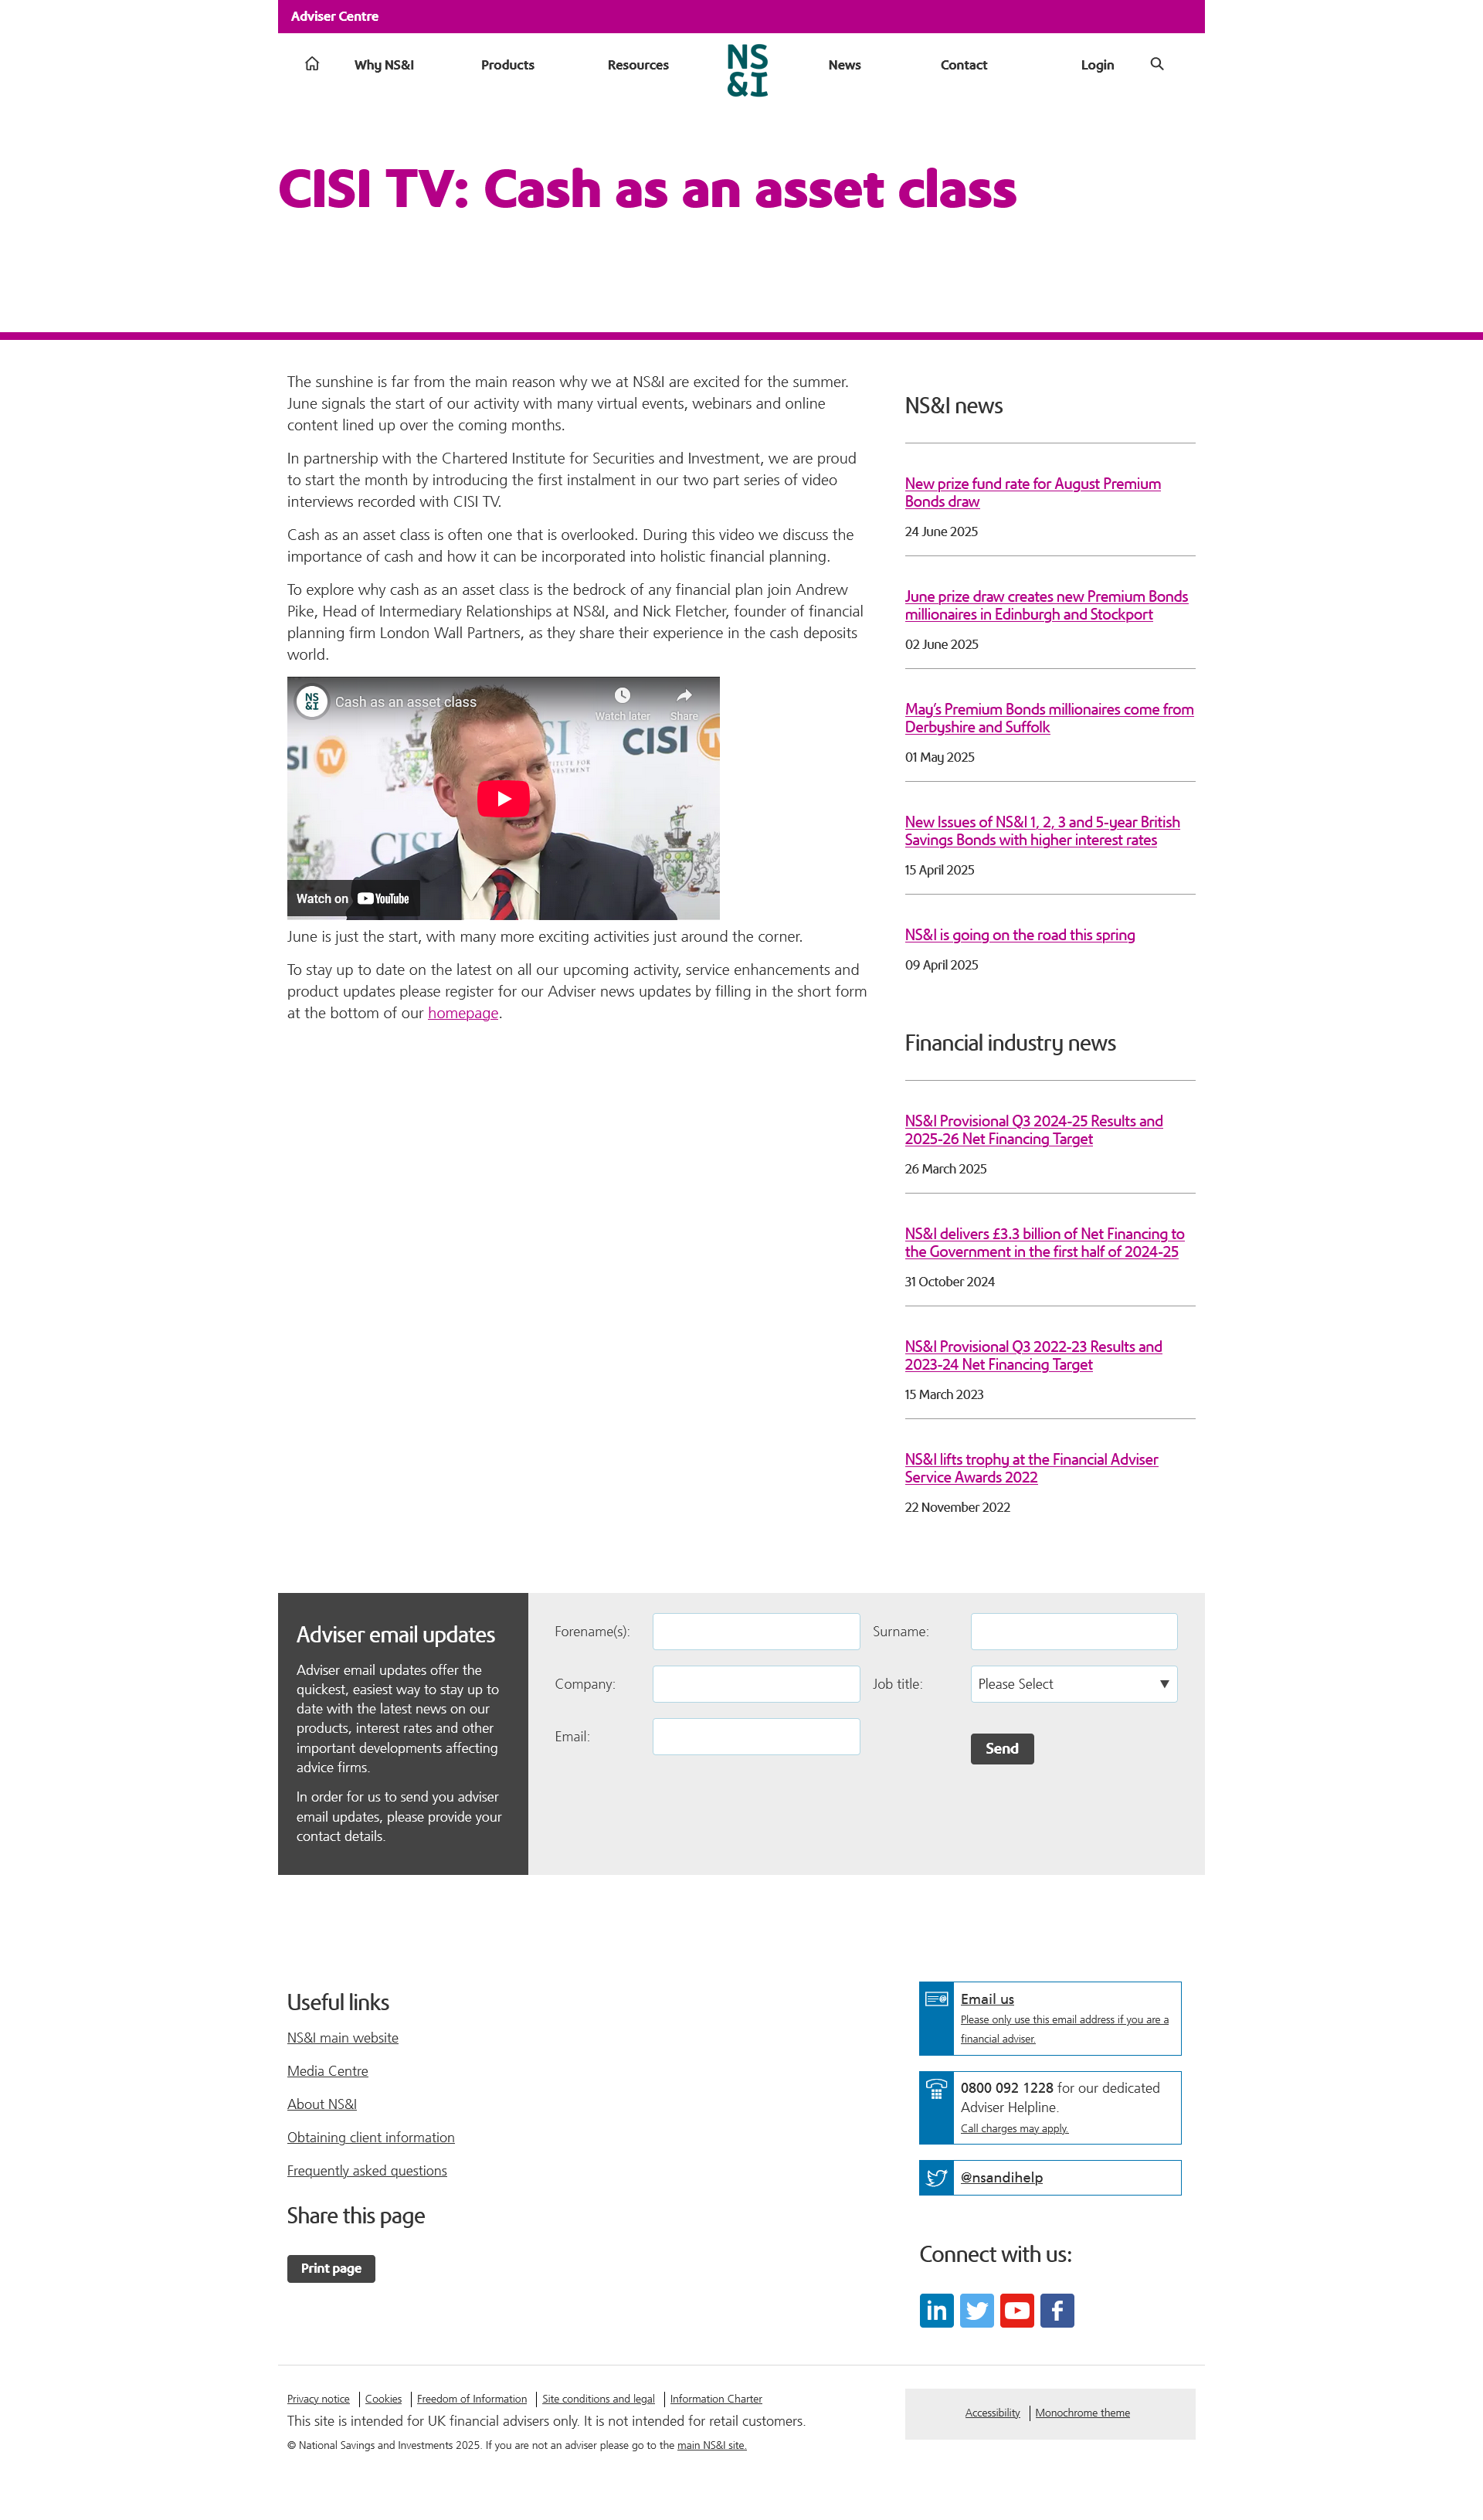 Adviser Centre
Why NS&I
Products
Resources
NS
&I
News
Contact
Login
CISI TV: Cash as an asset class
The sunshine is far from the main reason why we at NS&I are excited for the summer.
June signals the start of our activity with many virtual events, webinars and online
content lined up over the coming months.
In partnership with the Chartered Institute for Securities and Investment, we are proud
to start the month by introducing the first instalment in our two part series of video
interviews recorded with CISI TV.
Cash as an asset class is often one that is overlooked. During this video we discuss the
importance of cash and how it can be incorporated into holistic financial planning.
To explore why cash as an asset class is the bedrock of any financial plan join Andrew
Pike, Head of Intermediary Relationships at NS&I, and Nick Fletcher, founder of financial
planning firm London Wall Partners, as they share their experience in the cash deposits
world.
NS
&I
Cash as an asset class
Watch later
Share
CISI
Watch on YouTube
June is just the start, with many more exciting activities just around the corner.
To stay up to date on the latest on all our upcoming activity, service enhancements and
product updates please register for our Adviser news updates by filling in the short form
at the bottom of our homepage.
NS&I news
New prize fund rate for August Premium
Bonds draw
24 June 2025
June prize draw creates new Premium Bonds
millionaires in Edinburgh and Stockport
02 June 2025
May's Premium Bonds millionaires come from
Derbyshire and Suffolk
01 May 2025
New Issues of NS&I 1, 2, 3 and 5-year British
Savings Bonds with higher interest rates
15 April 2025
NS&I is going on the road this spring
09 April 2025
Financial industry news
NS&I Provisional Q3 2024-25 Results and
2025-26 Net Financing Target
26 March 2025
NS&I delivers £3.3 billion of Net Financing to
the Government in the first half of 2024-25
31 October 2024
NS&I Provisional Q3 2022-23 Results and
2023-24 Net Financing Target
15 March 2023
NS&I lifts trophy at the Financial Adviser
Service Awards 2022
22 November 2022
Adviser email updates
Adviser email updates offer the
quickest, easiest way to stay up to
date with the latest news on our
products, interest rates and other
important developments affecting
advice firms.
In order for us to send you adviser
email updates, please provide your
contact details.
Forename(s):
Surname:
Company:
Job title:
Please Select
Email:
Send
Useful links
NS&I main website
Media Centre
About NS&I
Obtaining client information
Frequently asked questions
Share this page
Print page
Email us
Please only use this email address if you are a
financial adviser.
0800 092 1228 for our dedicated
Adviser Helpline.
Call charges may apply.
@nsandihelp
Connect with us:
Privacy notice
Cookies
Freedom of Information
Site conditions and legal
Information Charter
This site is intended for UK financial advisers only. It is not intended for retail customers.
© National Savings and Investments 2025. If you are not an adviser please go to the main NS&I site.
Accessibility
Monochrome theme